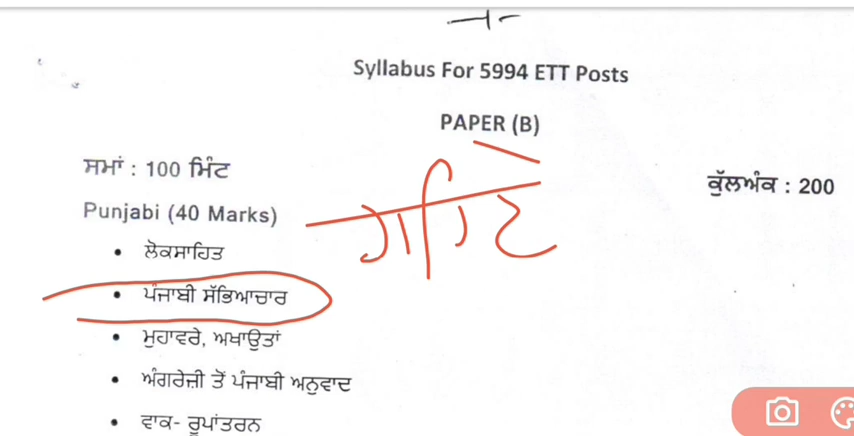 Syllabus For 5994 ETT Posts
PAPER (B)
ਸਮਾਂ : 100 ਮਿੰਟ
ਕੁੱਲਅੰਕ : 200
Punjabi (40 Marks)
ਗਹਿਣੇ
• ਲੋਕਸਾਹਿਤ
• ਪੰਜਾਬੀ ਸੱਭਿਆਚਾਰ
• ਮੁਹਾਵਰੇ, ਅਖਾਉਤਾਂ
• ਅੰਗਰੇਜ਼ੀ ਤੋਂ ਪੰਜਾਬੀ ਅਨੁਵਾਦ
• ਵਾਕ- ਰੂਪਾਂਤਰਨ